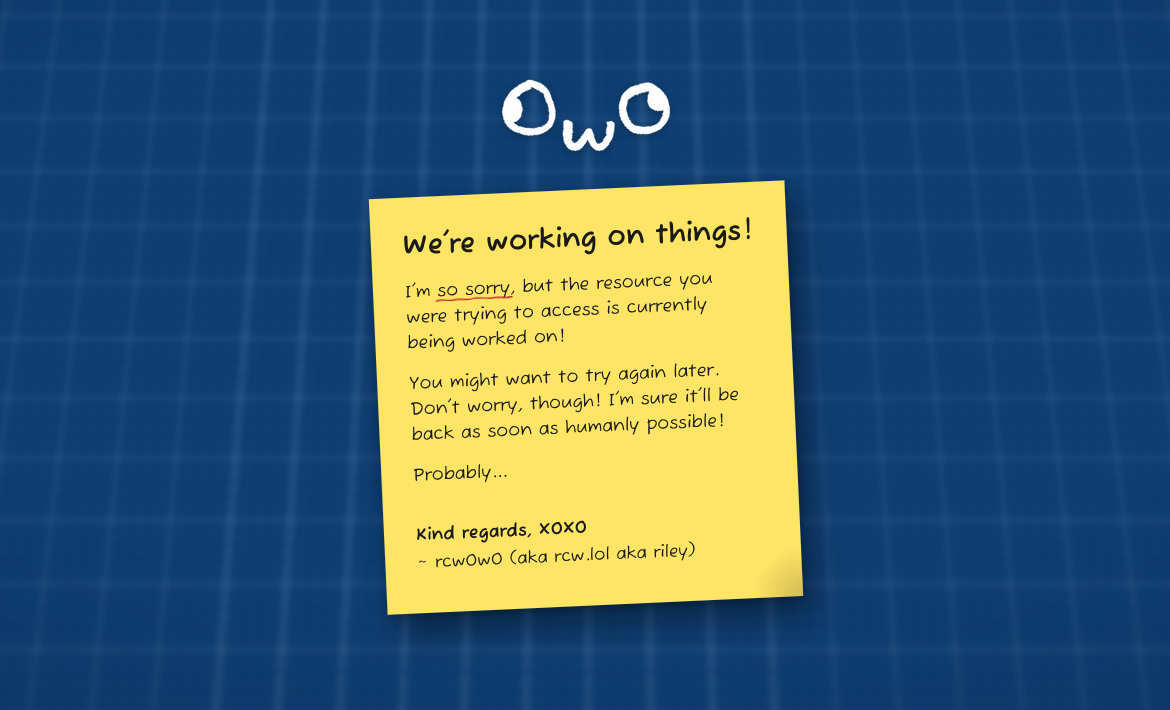 OwO
We're working on things!
I'm so sorry, but the resource you
were trying to access is currently
being worked on!
You might want to try again later.
Don't worry, though! I'm sure it'll be
back as soon as humanly possible!
Probably...
Kind regards, XOXO
~ rcwOwO (aka rcw.lol aka riley)